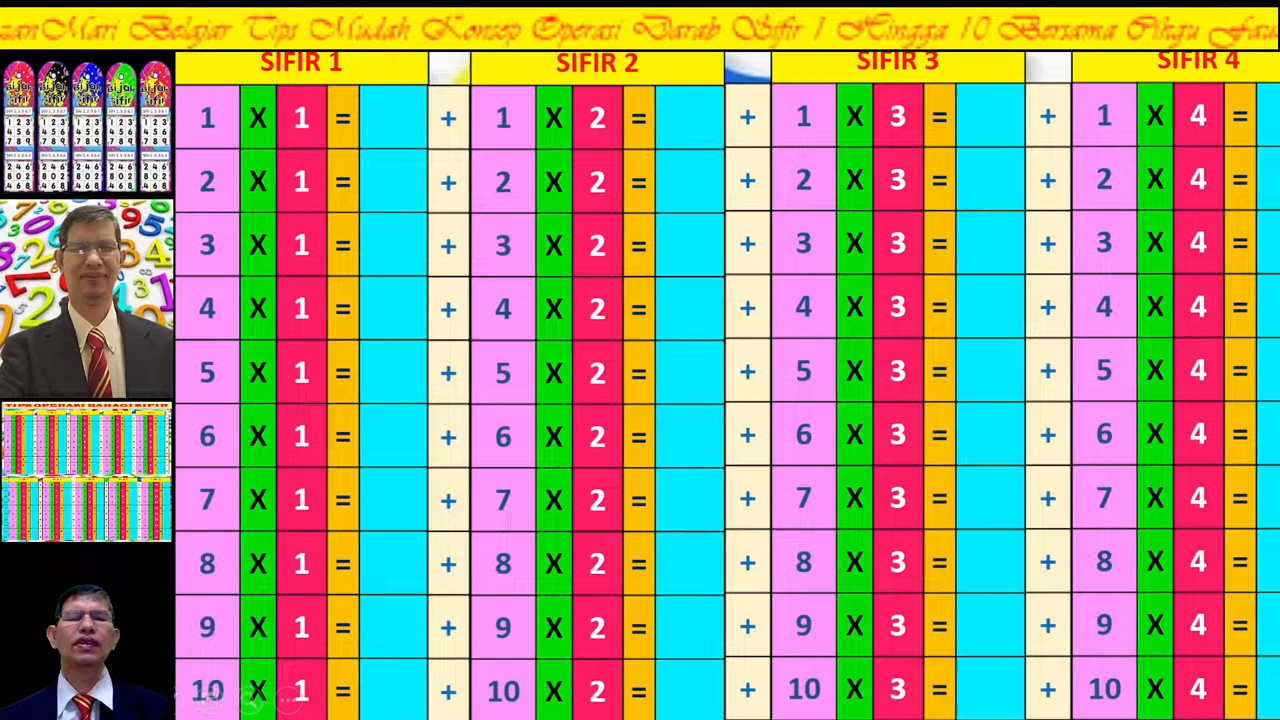 Mari Belajar Tips Mudah Konsep Operasi Darab Sifir 1 Hingga 10 Bersama Cikgu
SIFIR 1 SIFIR 2 SIFIR 3 SIFIR 4
1 X 1 = + 1 X 2 = + 1 X 3 = + 1 X 4 =
2 X 1 = + 2 X 2 = + 2 X 3 = + 2 X 4 =
3 X 1 = + 3 X 2 = + 3 X 3 = + 3 X 4 =
4 X 1 = + 4 X 2 = + 4 X 3 = + 4 X 4 =
5 X 1 = + 5 X 2 = + 5 X 3 = + 5 X 4 =
6 X 1 = + 6 X 2 = + 6 X 3 = + 6 X 4 =
7 X 1 = + 7 X 2 = + 7 X 3 = + 7 X 4 =
8 X 1 = + 8 X 2 = + 8 X 3 = + 8 X 4 =
9 X 1 = + 9 X 2 = + 9 X 3 = + 9 X 4 =
10 X 1 = + 10 X 2 = + 10 X 3 = + 10 X 4 =
TIPS OPERASI BAHAGI SIFIR